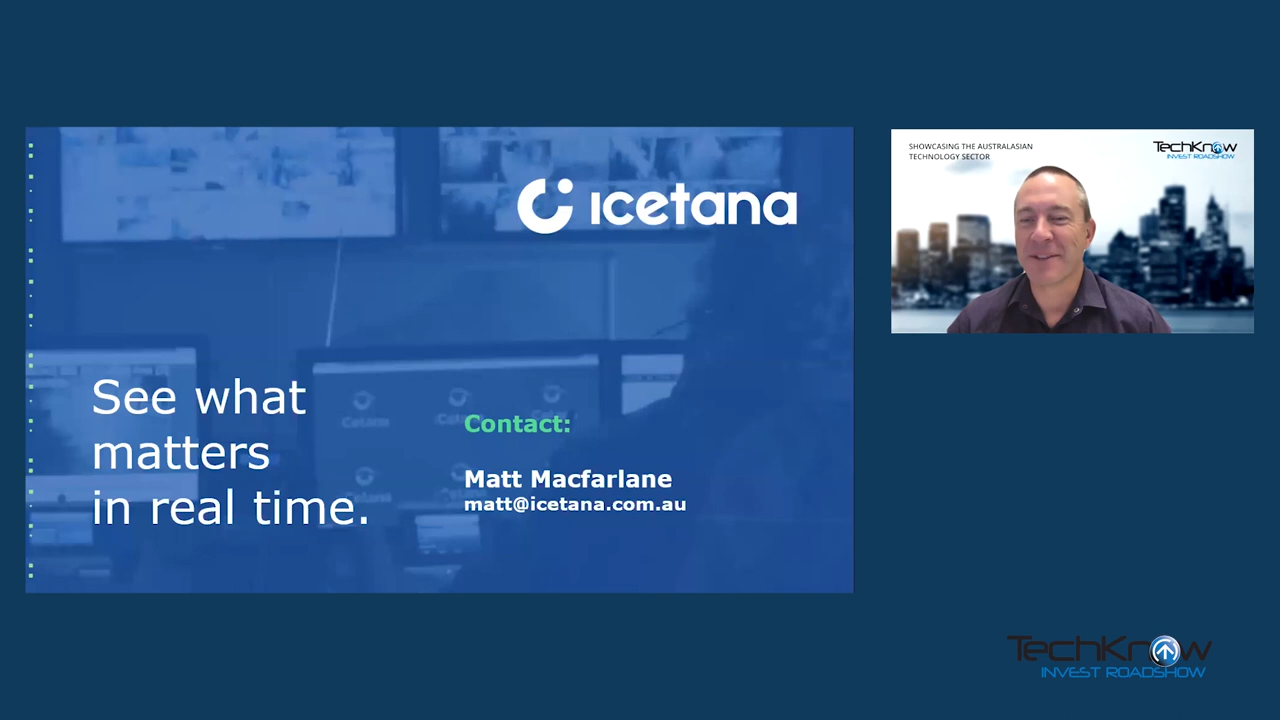 icetana
See what
matters
in real time.
Contact:
Matt Macfarlane
matt@icetana.com.au
SHOWCASING THE AUSTRALASIAN
TECHNOLOGY SECTOR
TechKnow
INVEST ROADSHOW
TechKnow
INVEST ROADSHOW